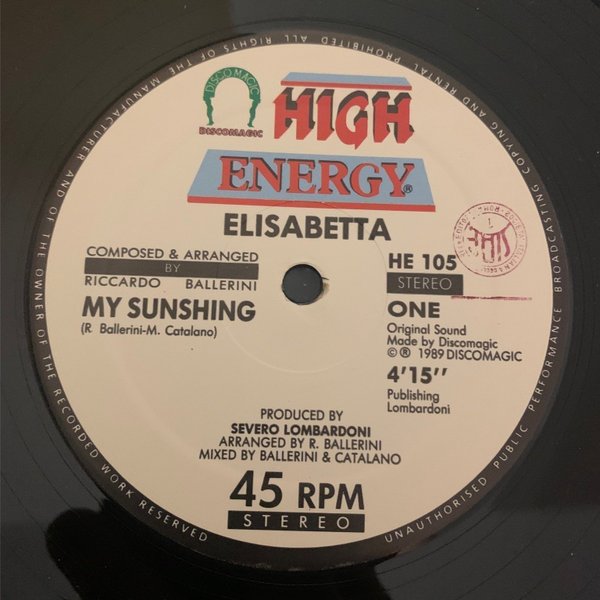 ALL RIGHTS OF THE MANUFACTURER AND OF THE OWNER OF THE RECORDED WORK RESERVED
UNAUTHORISED PUBLIC PERFORMANCE BROADCASTING COPYING AND RENTAL PROHIBITED
DISCO MAGIC
DISCOMAGIC
HIGH
ENERGY®
ELISABETTA
COMPOSED & ARRANGED
BY
RICCARDO BALLERINI
MY SUNSHING
(R. Ballerini-M. Catalano)
HE 105
STEREO
ONE
Original Sound
Made by Discomagic
©® 1989 DISCOMAGIC
4'15''
Publishing
Lombardoni
SIAE
PRODUCED BY
SEVERO LOMBARDONI
ARRANGED BY R. BALLERINI
MIXED BY BALLERINI & CATALANO
45 RPM
STEREO